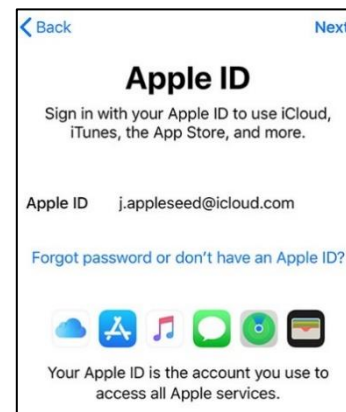 Back
Next
Apple ID
Sign in with your Apple ID to use iCloud,
iTunes, the App Store, and more.
Apple ID j.appleseed@icloud.com
Forgot password or don't have an Apple ID?
Your Apple ID is the account you use to
access all Apple services.